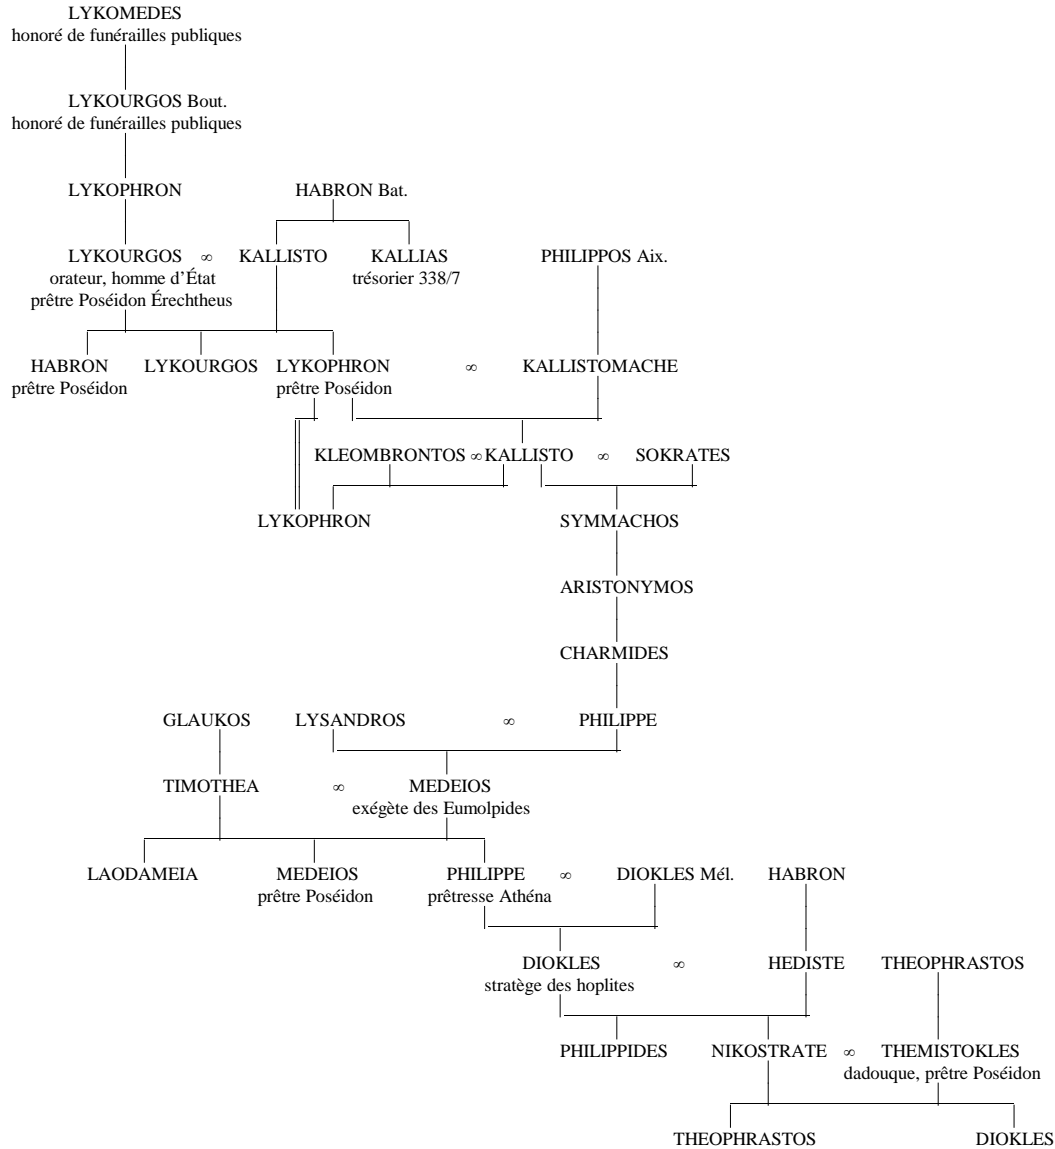 LYKOMEDES
honoré de funérailles publiques
LYKOURGOS Bout.
honoré de funérailles publiques
LYKOPHRON HABRON Bat.
LYKOURGOS ∞ KALLISTO KALLIAS PHILIPPOS Aix.
orateur, homme d'État trésorier 338/7
prêtre Poséidon Érechtheus
HABRON LYKOURGOS LYKOPHRON ∞ KALLISTOMACHE
prêtre Poséidon prêtre Poséidon
KLEOMBRONTOS ∞ KALLISTO ∞ SOKRATES
LYKOPHRON SYMMACHOS
ARISTONYMOS
CHARMIDES
GLAUKOS LYSANDROS ∞ PHILIPPE
TIMOTHEA ∞ MEDEIOS
exégète des Eumolpides
LAODAMEIA MEDEIOS PHILIPPE ∞ DIOKLES Mél. HABRON
prêtre Poséidon prêtresse Athéna
DIOKLES ∞ HEDISTE THEOPHRASTOS
stratège des hoplites
PHILIPPIDES NIKOSTRATE ∞ THEMISTOKLES
dadouque, prêtre Poséidon
THEOPHRASTOS DIOKLES